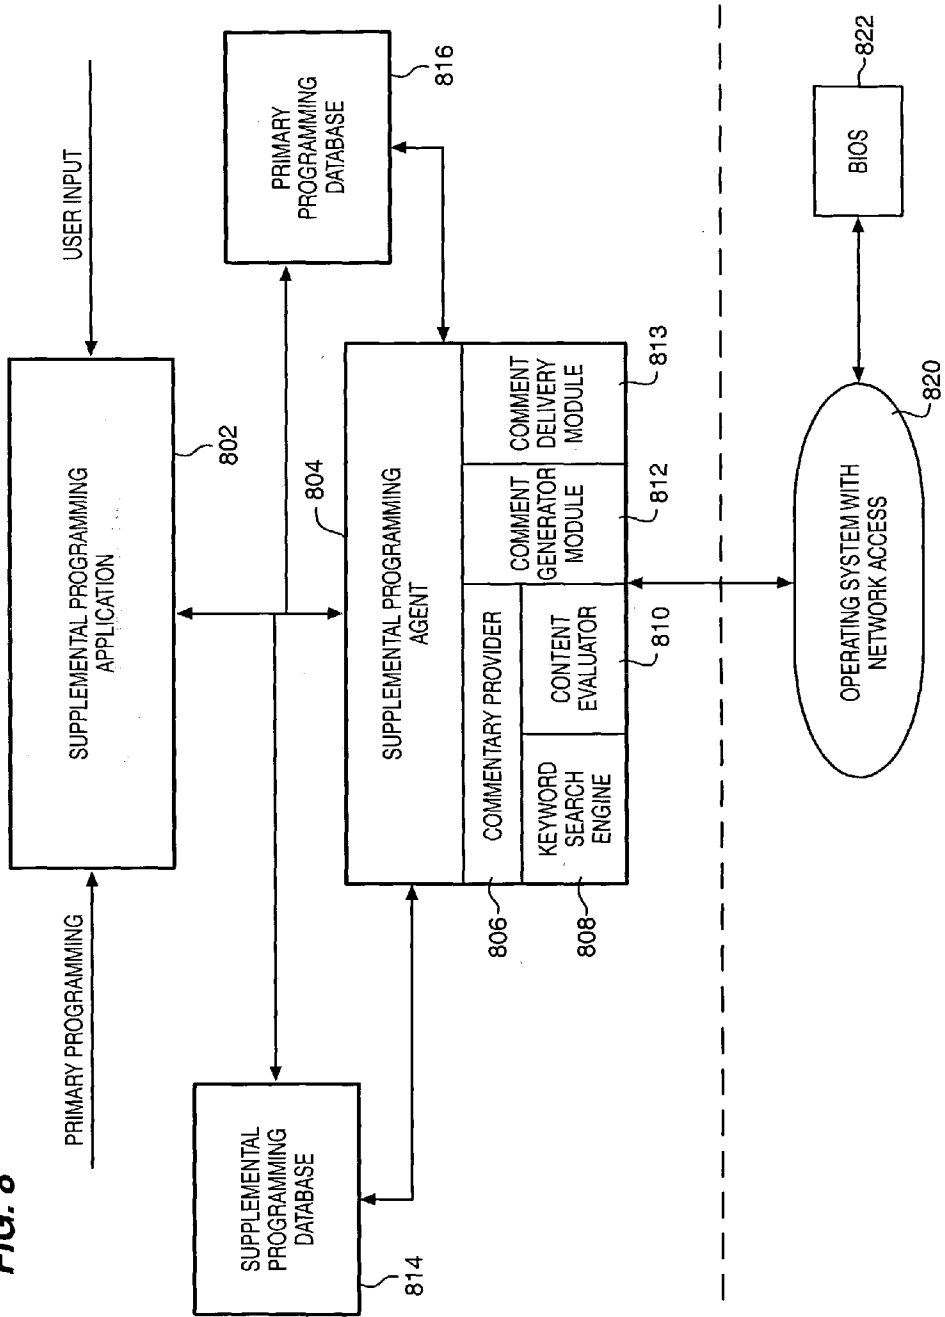 FIG. 8
PRIMARY PROGRAMMING
SUPPLEMENTAL PROGRAMMING
APPLICATION
802
USER INPUT
SUPPLEMENTAL
PROGRAMMING
DATABASE
814
PRIMARY
PROGRAMMING
DATABASE
816
804
SUPPLEMENTAL PROGRAMMING
AGENT
COMMENTARY PROVIDER
806
KEYWORD
SEARCH
ENGINE
808
CONTENT
EVALUATOR
810
COMMENT
GENERATOR
MODULE
812
COMMENT
DELIVERY
MODULE
813
OPERATING SYSTEM WITH
NETWORK ACCESS
820
BIOS
822